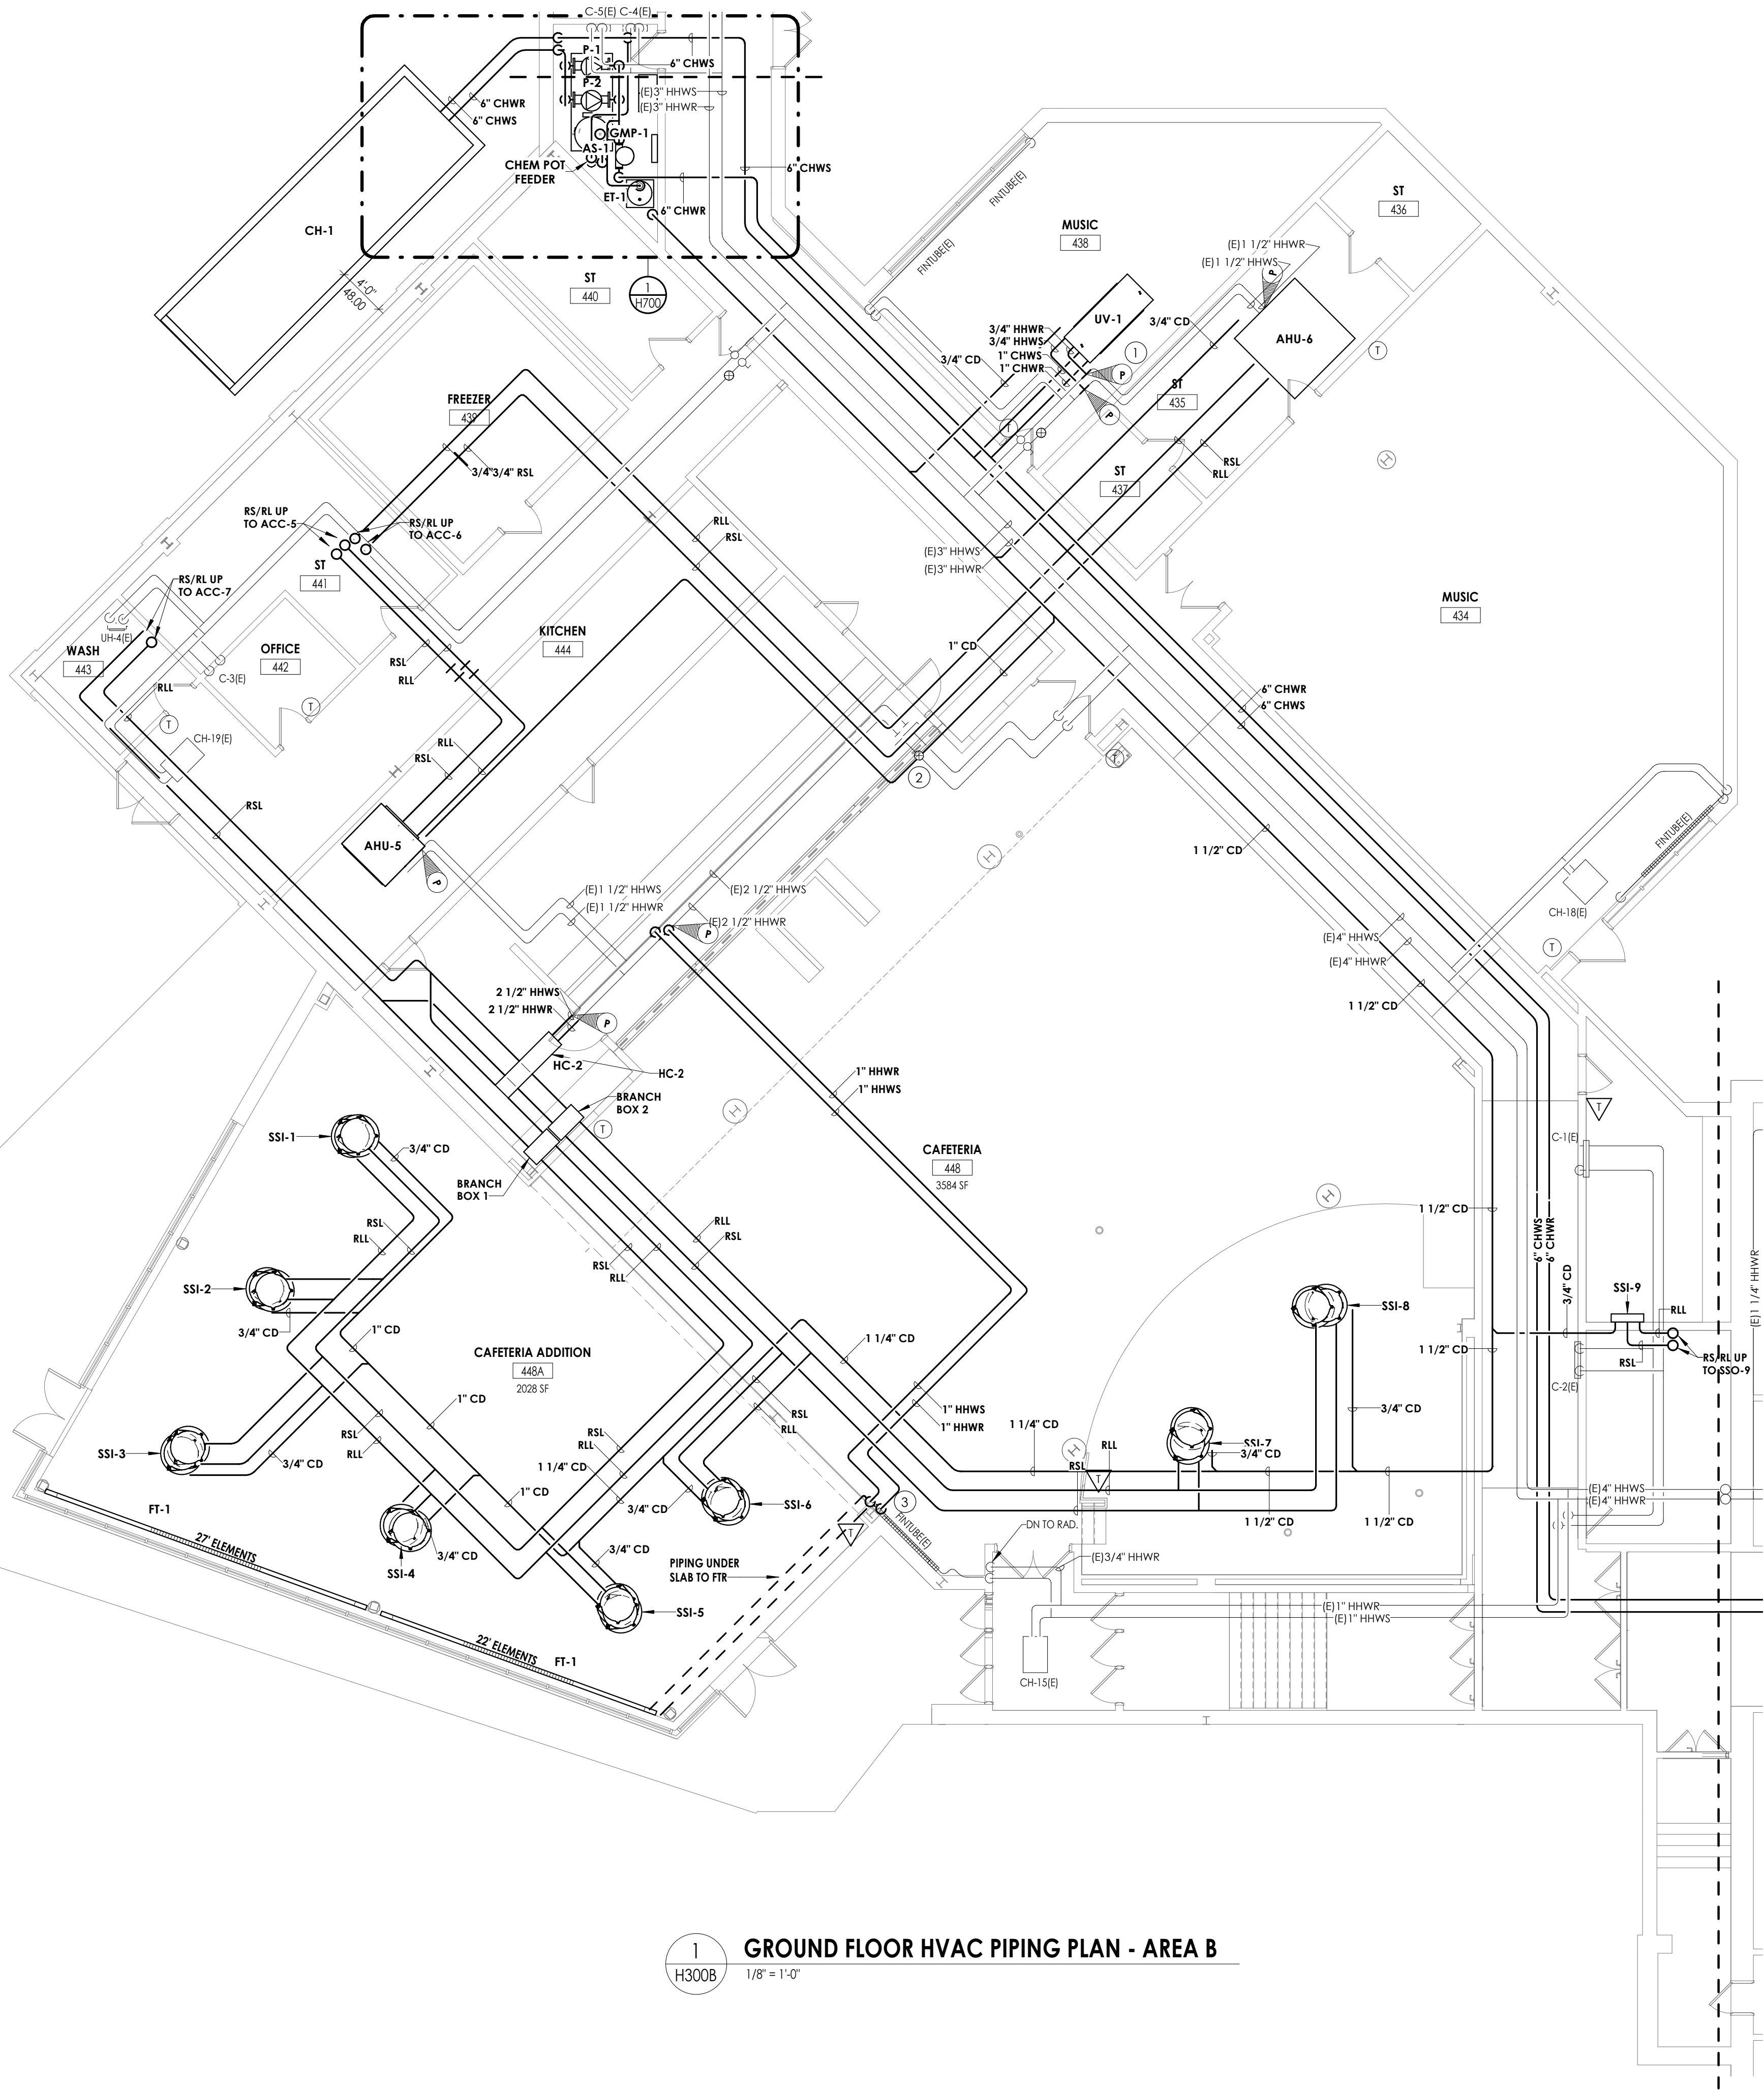 C-5(E) C-4(E)
P-1
6" CHWS
P-2
(E)3" HHWS
(E)3" HHWR
6" CHWR
6" CHWS
GMP-1
AS-1
CHEM POT
FEEDER
6" CHWS
ET-1
6" CHWR
CH-1
4'-0"
48.00
ST
440
1
H700
FINTUBE(E)
FINTUBE(E)
MUSIC
438
ST
436
(E)1 1/2" HHWR
(E)1 1/2" HHWS
P
UV-1
3/4" CD
AHU-6
T
3/4" HHWR
3/4" HHWS
1" CHWS
1" CHWR
3/4" CD
1
P
P
ST
435
T
FREEZER
439
3/4"3/4" RSL
ST
437
RSL
RLL
RS/RL UP
TO ACC-5
RS/RL UP
TO ACC-6
RLL
RSL
(E)3" HHWS
(E)3" HHWR
ST
441
RS/RL UP
TO ACC-7
UH-4(E)
WASH
443
OFFICE
442
C-3(E)
KITCHEN
444
MUSIC
434
RSL
RLL
1" CD
RLL
T
T
CH-19(E)
6" CHWR
6" CHWS
RLL
RSL
2
T
RSL
AHU-5
P
1 1/2" CD
FINTUBE(E)
CH-18(E)
(E)1 1/2" HHWS
(E)1 1/2" HHWR
(E)2 1/2" HHWS
(E)2 1/2" HHWR
P
(E)4" HHWS
(E)4" HHWR
T
2 1/2" HHWS
2 1/2" HHWR
P
1 1/2" CD
HC-2
HC-2
1" HHWR
1" HHWS
BRANCH
BOX 2
T
T
SSI-1
3/4" CD
C-1(E)
CAFETERIA
448
3584 SF
BRANCH
BOX 1
RSL
RLL
RLL
RSL
RSL
RLL
1 1/2" CD
6" CHWS
6" CHWR
(E)1 1/4" HHWR
SSI-2
3/4" CD
SSI-8
3/4" CD
SSI-9
RLL
1" CD
1 1/4" CD
CAFETERIA ADDITION
448A
2028 SF
1 1/2" CD
RSL
RS/RL UP
TO SSO-9
C-2(E)
1" CD
RSL
RLL
1" HHWS
1" HHWR
3/4" CD
RSL
RLL
RSL
RLL
1 1/4" CD
SSI-7
3/4" CD
RLL
RSL
SSI-3
3/4" CD
1 1/4" CD
T
1" CD
3/4" CD
SSI-6
3
(E)4" HHWS
(E)4" HHWR
FT-1
27' ELEMENTS
T
FINTUBE(E)
DN TO RAD.
1 1/2" CD
1 1/2" CD
3/4" CD
SSI-4
3/4" CD
PIPING UNDER
SLAB TO FTR
(E)3/4" HHWR
SSI-5
(E)1" HHWR
(E)1" HHWS
22' ELEMENTS
FT-1
CH-15(E)
1
H300B
GROUND FLOOR HVAC PIPING PLAN - AREA B
1/8" = 1'-0"